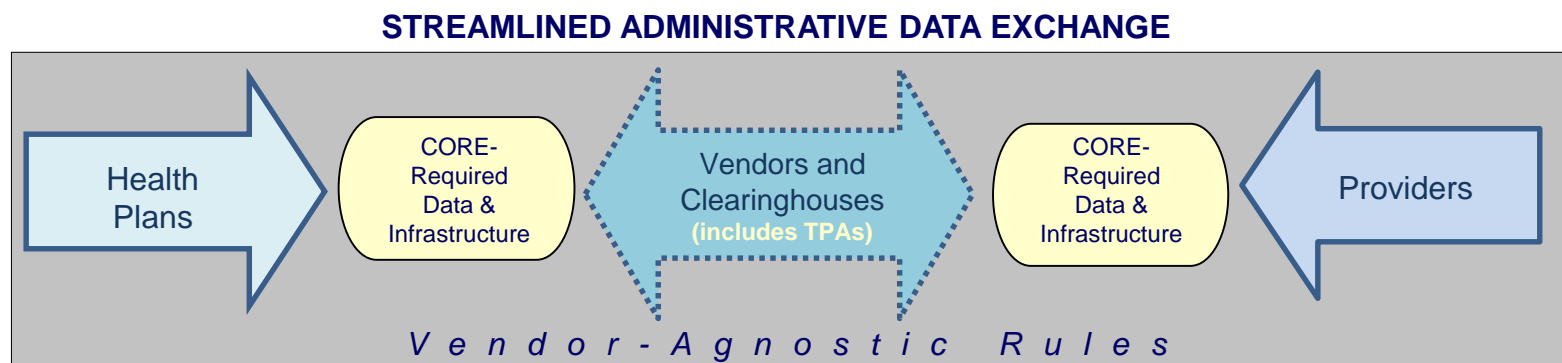 STREAMLINED ADMINISTRATIVE DATA EXCHANGE
Health
Plans
CORE-
Required
Data &
Infrastructure
Vendors and
Clearinghouses
(includes TPAs)
CORE-
Required
Data &
Infrastructure
Providers
Vendor-Agnostic Rules